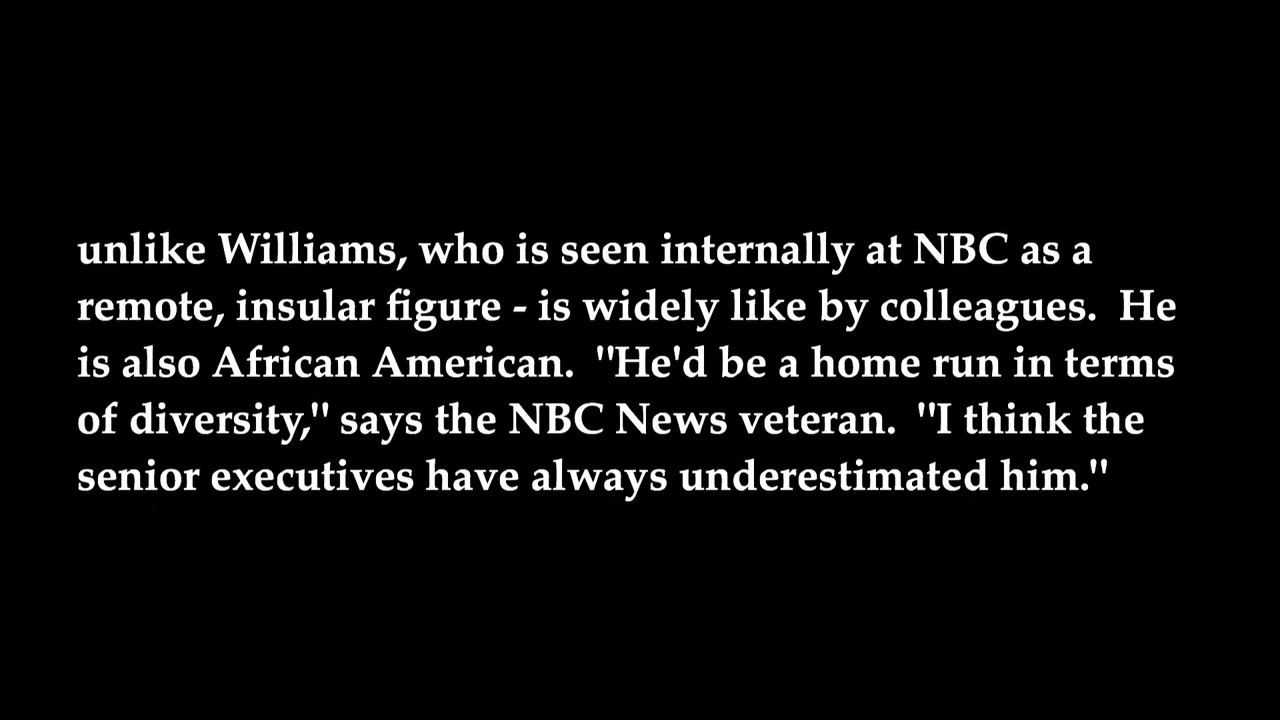 unlike Williams, who is seen internally at NBC as a
remote, insular figure - is widely like by colleagues.  He
is also African American.  "He'd be a home run in terms
of diversity," says the NBC News veteran.  "I think the
senior executives have always underestimated him."